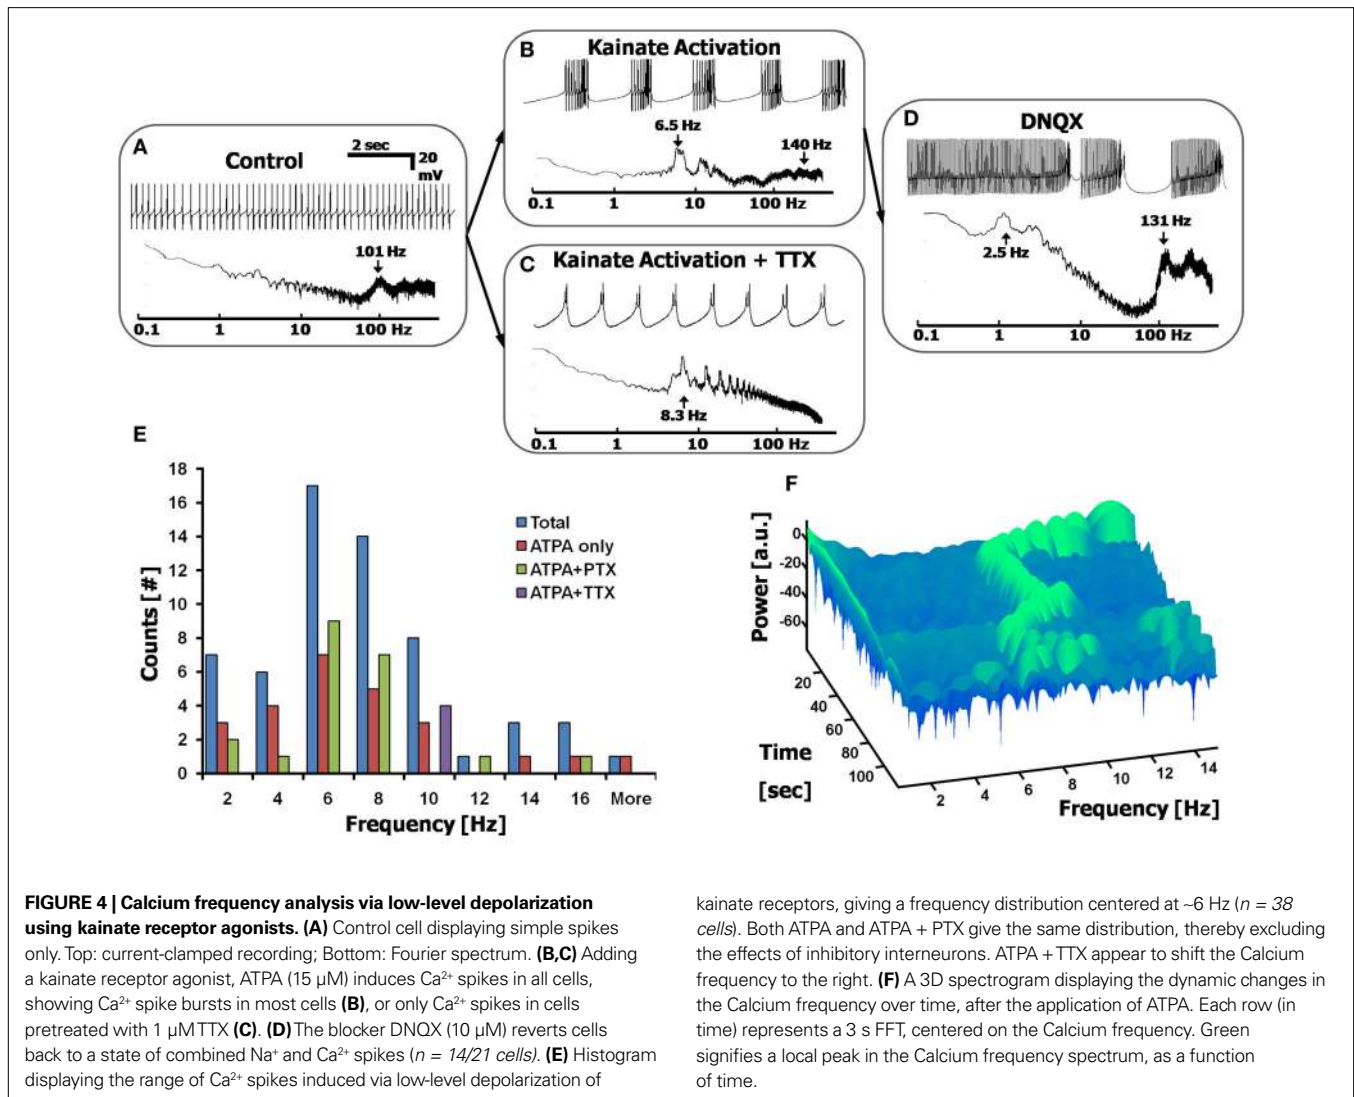 A
Control
2 sec
20
mV
101 Hz
0.1 1 10 100 Hz
B
Kainate Activation
6.5 Hz
140 Hz
0.1 1 10 100 Hz
C
Kainate Activation + TTX
8.3 Hz
0.1 1 10 100 Hz
D
DNQX
2.5 Hz
131 Hz
0.1 1 10 100 Hz
E
Counts [#]
18
16
14
12
10
8
6
4
2
0
2 4 6 8 10 12 14 16 More
Frequency [Hz]
Total
ATPA only
ATPA+PTX
ATPA+TTX
F
Power [a.u.]
0
-20
-40
-60
20
40
60
80
100
Time
[sec]
2 4 6 8 10 12 14
Frequency [Hz]
FIGURE 4 | Calcium frequency analysis via low-level depolarization
using kainate receptor agonists. (A) Control cell displaying simple spikes
only. Top: current-clamped recording; Bottom: Fourier spectrum. (B,C) Adding
a kainate receptor agonist, ATPA (15 μM) induces Ca²⁺ spikes in all cells,
showing Ca²⁺ spike bursts in most cells (B), or only Ca²⁺ spikes in cells
pretreated with 1 μM TTX (C). (D) The blocker DNQX (10 μM) reverts cells
back to a state of combined Na⁺ and Ca²⁺ spikes (n = 14/21 cells). (E) Histogram
displaying the range of Ca²⁺ spikes induced via low-level depolarization of
kainate receptors, giving a frequency distribution centered at ~6 Hz (n = 38
cells). Both ATPA and ATPA + PTX give the same distribution, thereby excluding
the effects of inhibitory interneurons. ATPA + TTX appear to shift the Calcium
frequency to the right. (F) A 3D spectrogram displaying the dynamic changes in
the Calcium frequency over time, after the application of ATPA. Each row (in
time) represents a 3 s FFT, centered on the Calcium frequency. Green
signifies a local peak in the Calcium frequency spectrum, as a function
of time.